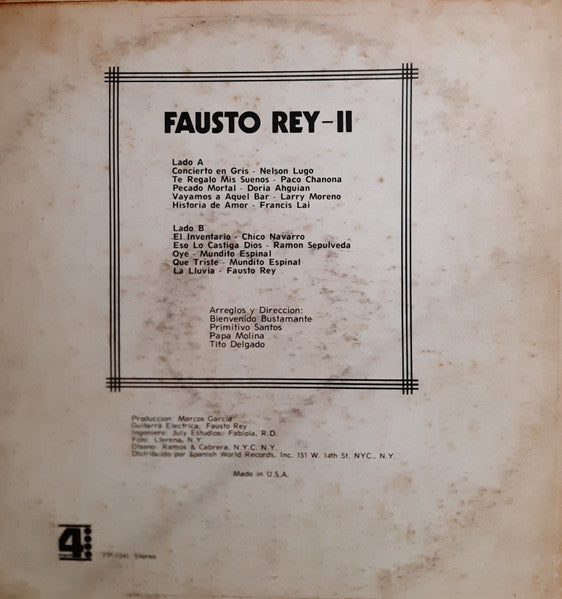 FAUSTO REY-II
Lado A
Concierto en Gris - Nelson Lugo
Te Regalo Mis Suenos - Paco Chanona
Pecado Mortal - Doria Ahguian
Vayamos a Aquel Bar - Larry Moreno
Historia de Amor - Francis Lai
Lado B
El Inventario - Chico Navarro
Eso Lo Castiga Dios - Ramon Sepulveda
Oye - Mundito Espinal
Que Triste - Mundito Espinal
La Lluvia - Fausto Rey
Arreglos y Direccion:
Bienvenido Bustamante
Primitivo Santos
Papa Molina
Tito Delgado
Produccion: Marcos Garcia
Guitarra Electrica: Fausto Rey
Ingeniero: July Estudios: Fabiola, R.D.
Foto: Llerena, N.Y.
Diseno: Ramos & Cabrera, N.Y.C. N.Y.
Distribuido por Spanish World Records, Inc. 151 W. 14th St. NYC., N.Y.
Made in U.S.A.
4
Stereo